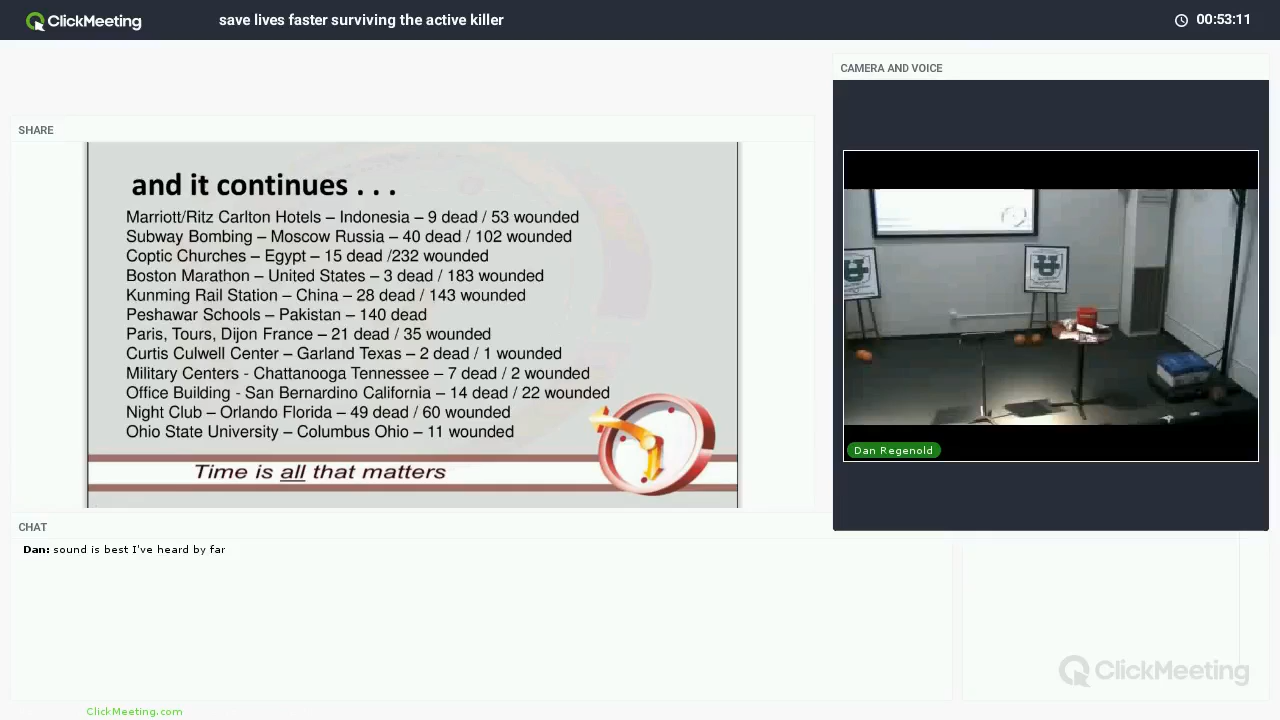 ClickMeeting
save lives faster surviving the active killer
00:53:11
CAMERA AND VOICE
SHARE
and it continues . . .
Marriott/Ritz Carlton Hotels – Indonesia – 9 dead / 53 wounded
Subway Bombing – Moscow Russia – 40 dead / 102 wounded
Coptic Churches – Egypt – 15 dead /232 wounded
Boston Marathon – United States – 3 dead / 183 wounded
Kunming Rail Station – China – 28 dead / 143 wounded
Peshawar Schools – Pakistan – 140 dead
Paris, Tours, Dijon France – 21 dead / 35 wounded
Curtis Culwell Center – Garland Texas – 2 dead / 1 wounded
Military Centers - Chattanooga Tennessee – 7 dead / 2 wounded
Office Building - San Bernardino California – 14 dead / 22 wounded
Night Club – Orlando Florida – 49 dead / 60 wounded
Ohio State University – Columbus Ohio – 11 wounded
Time is all that matters
Dan Regenold
CHAT
Dan: sound is best I've heard by far
ClickMeeting
ClickMeeting.com